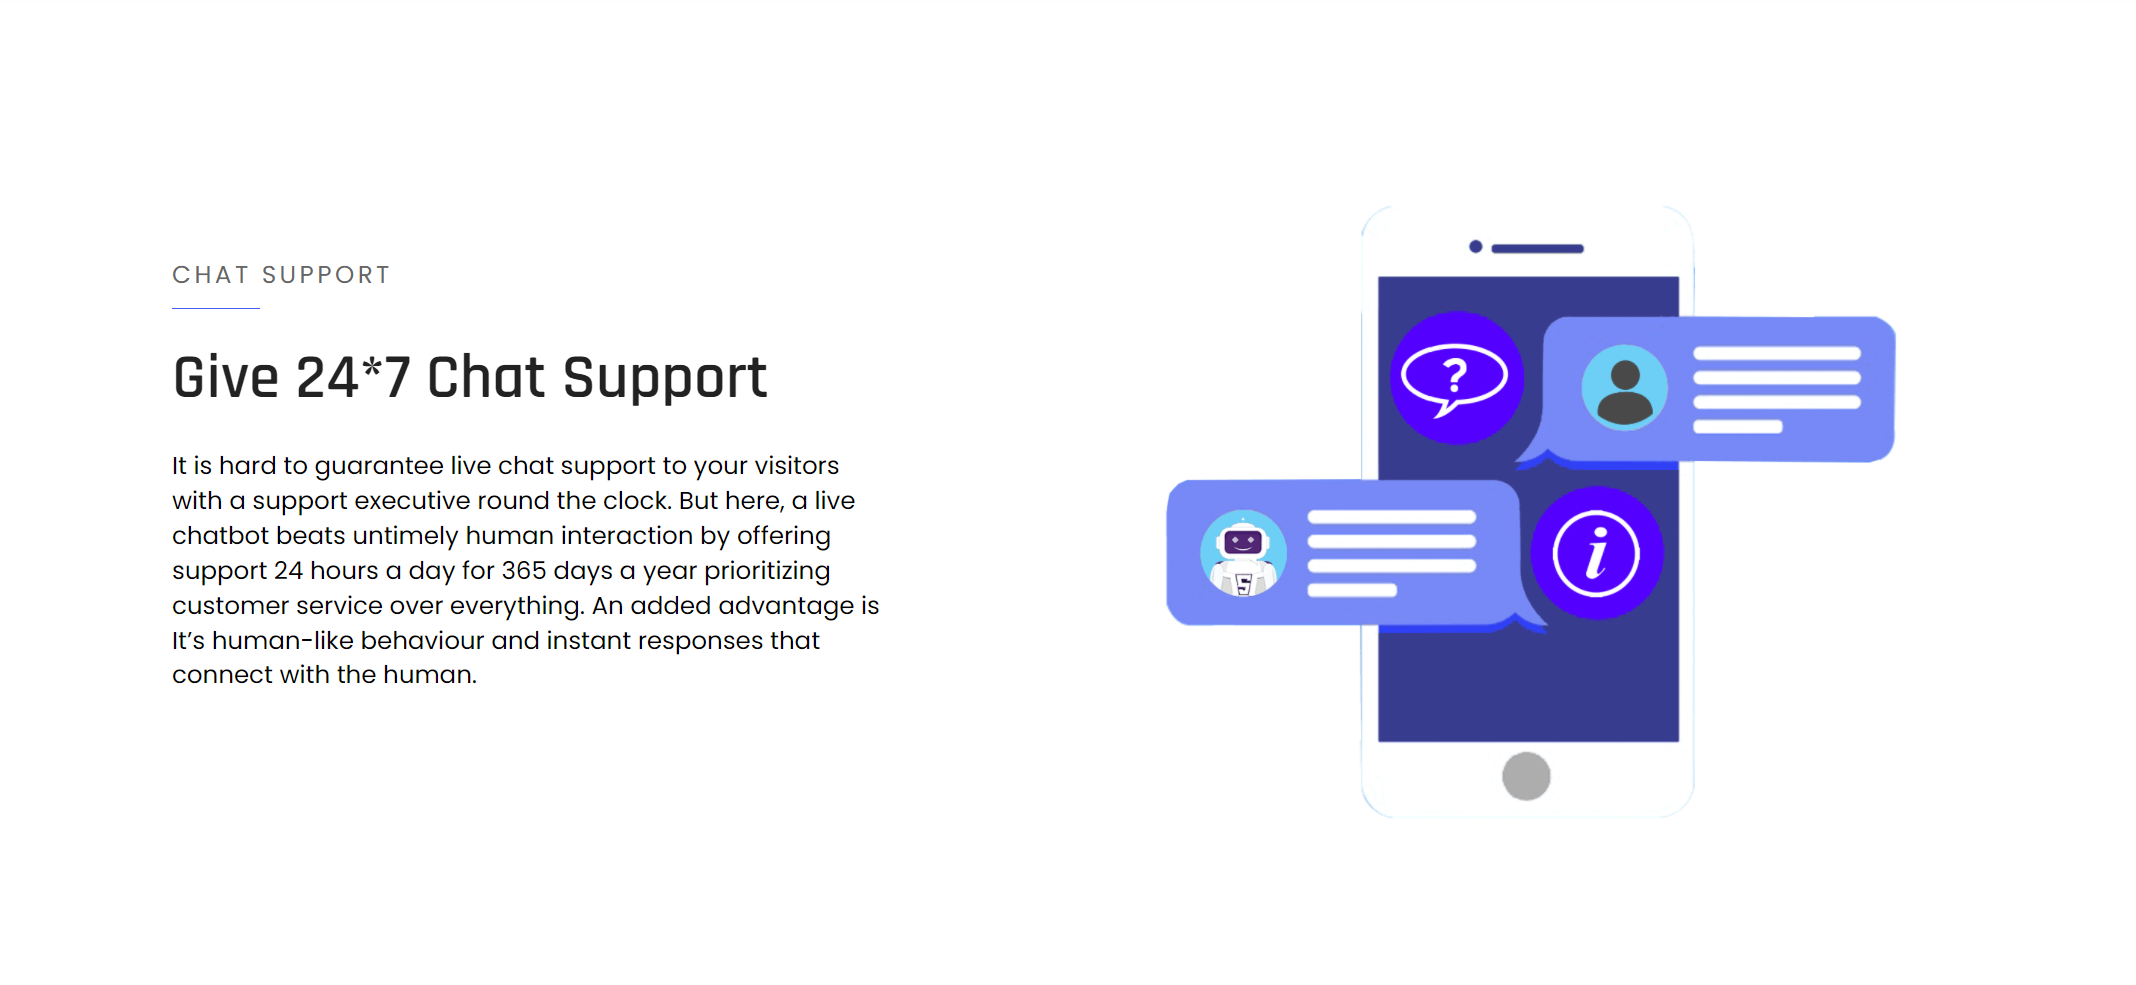 CHAT SUPPORT
Give 24*7 Chat Support
It is hard to guarantee live chat support to your visitors
with a support executive round the clock. But here, a live
chatbot beats untimely human interaction by offering
support 24 hours a day for 365 days a year prioritizing
customer service over everything. An added advantage is
It’s human-like behaviour and instant responses that
connect with the human.
?
i
S